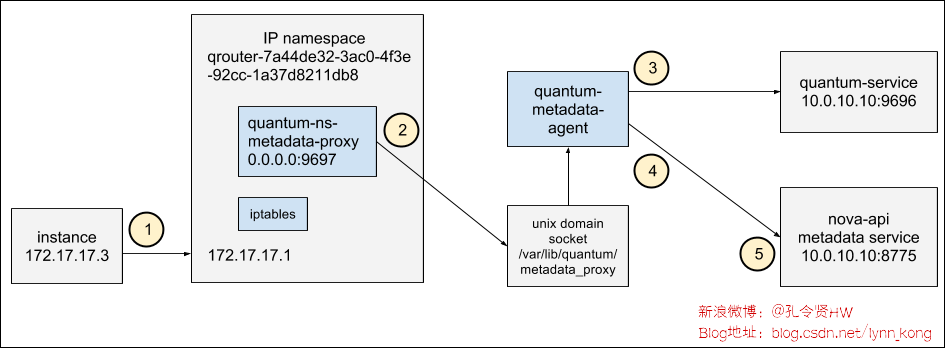 IP namespace
qrouter-7a44de32-3ac0-4f3e
-92cc-1a37d8211db8
quantum-ns-
metadata-proxy
0.0.0.0:9697
iptables
172.17.17.1
instance
172.17.17.3
1
2
quantum-
metadata-
agent
unix domain
socket
/var/lib/quantum/
metadata_proxy
3
4
5
quantum-service
10.0.10.10:9696
nova-api
metadata service
10.0.10.10:8775
新浪微博：@孔令贤HW
Blog地址：blog.csdn.net/lynn_kong